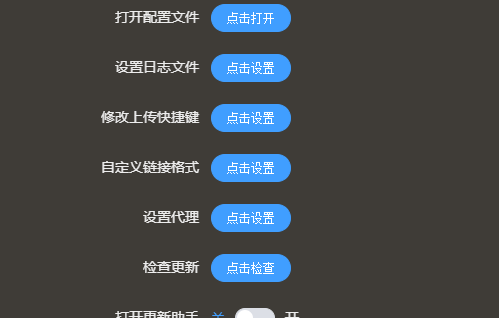 打开配置文件 点击打开
设置日志文件 点击设置
修改上传快捷键 点击设置
自定义链接格式 点击设置
设置代理 点击设置
检查更新 点击检查
打开更新助手 关 开